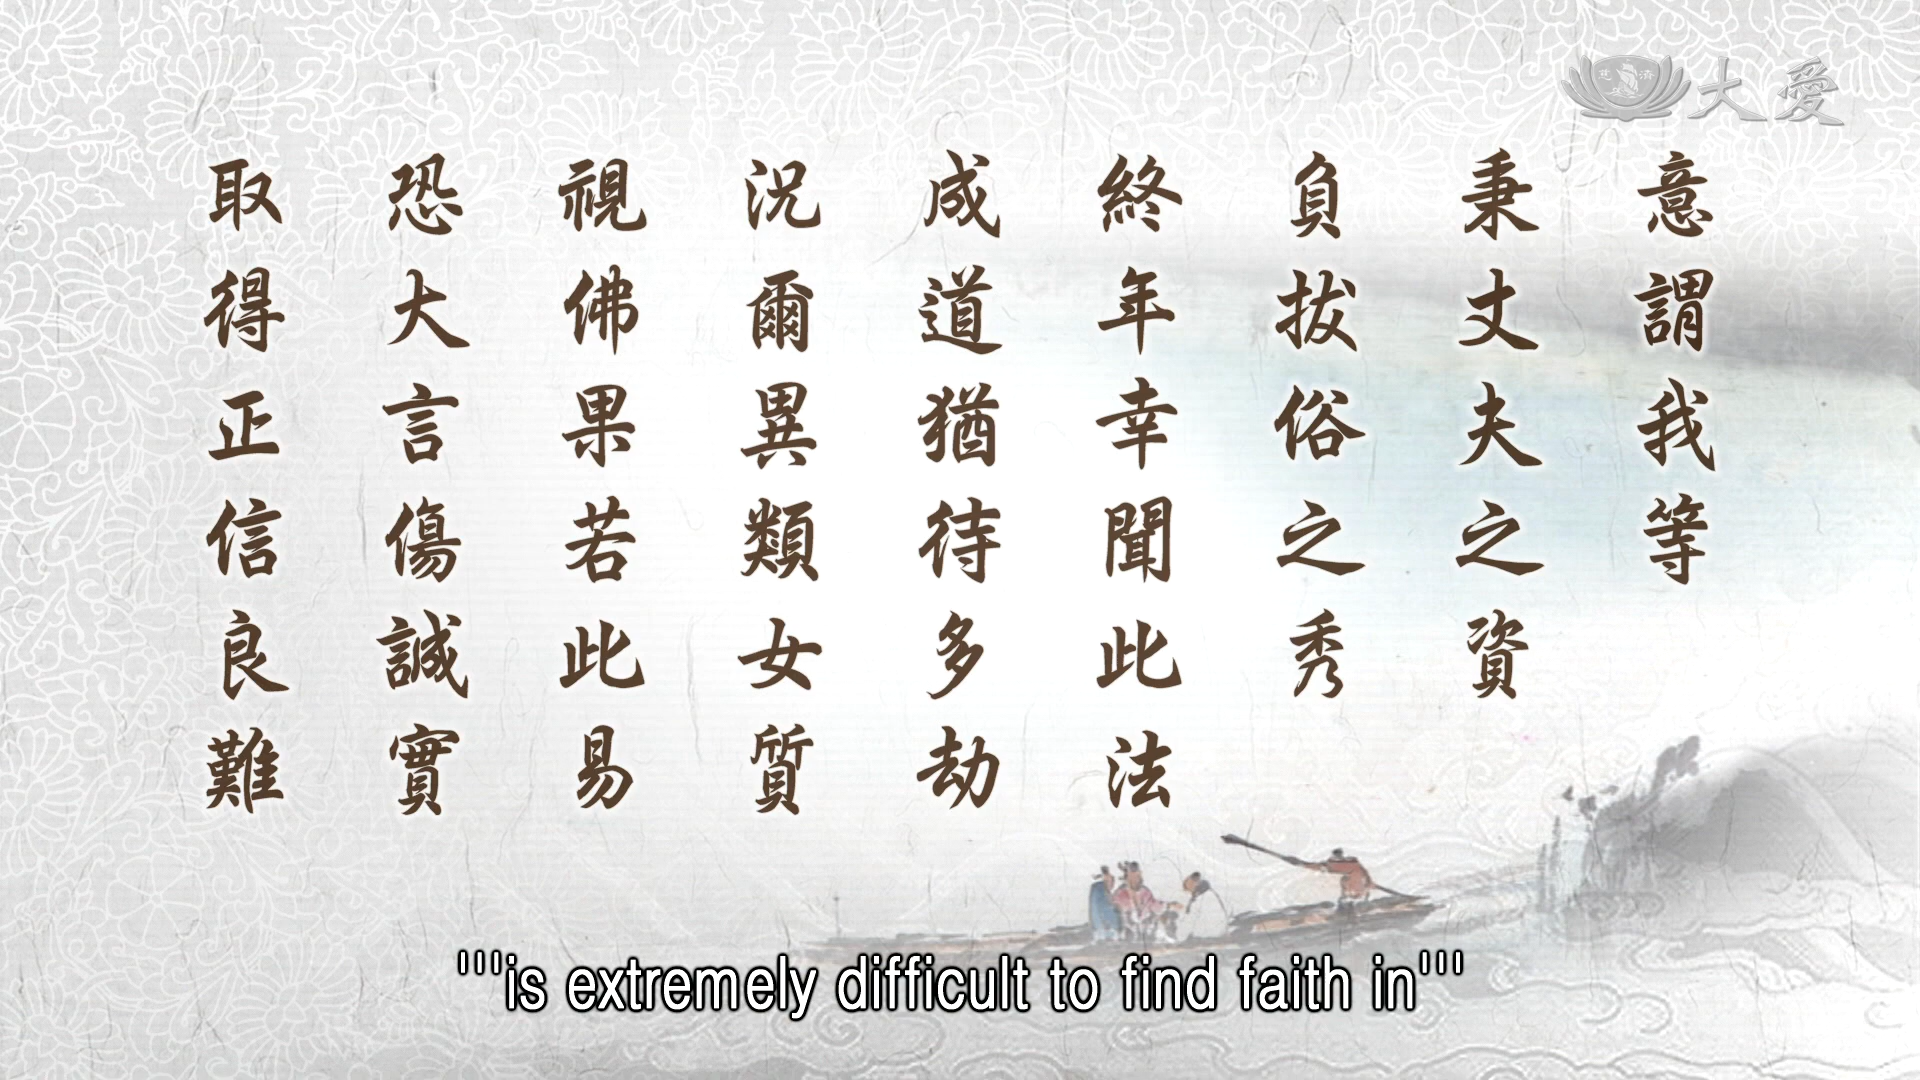 大愛
意謂我等
秉丈夫之資
負拔俗之秀
終年幸聞此法
成道猶待多劫
況爾異類女質
視佛果若此易
恐大言傷誠實
取得正信良難
'''is extremely difficult to find faith in'''